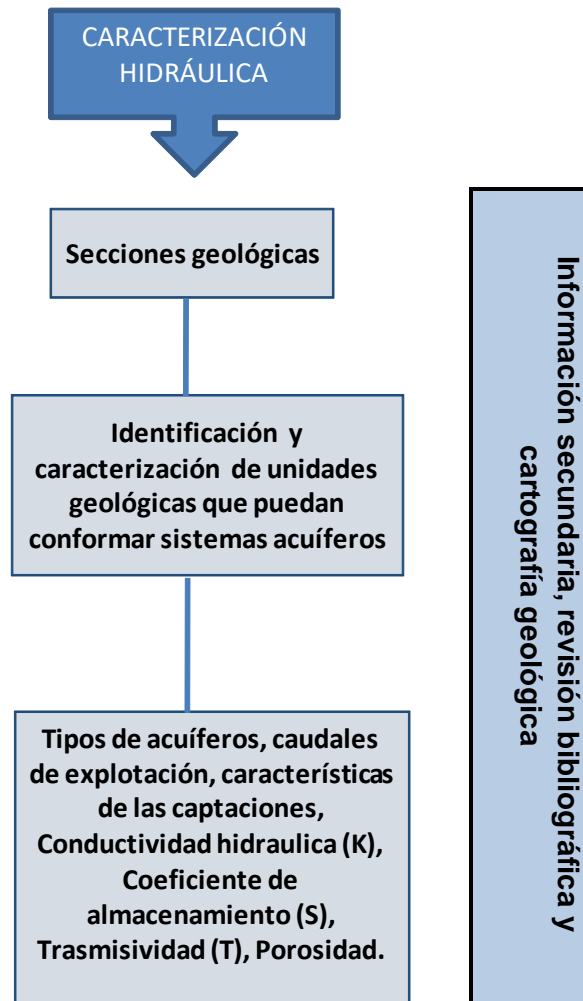 CARACTERIZACIÓN
HIDRÁULICA
Secciones geológicas
Identificación y
caracterización de unidades
geológicas que puedan
conformar sistemas acuíferos
Tipos de acuíferos, caudales
de explotación, características
de las captaciones,
Conductividad hidraulica (K),
Coeficiente de
almacenamiento (S),
Trasmisividad (T), Porosidad.
Información secundaria, revisión bibliográfica y
cartografía geológica